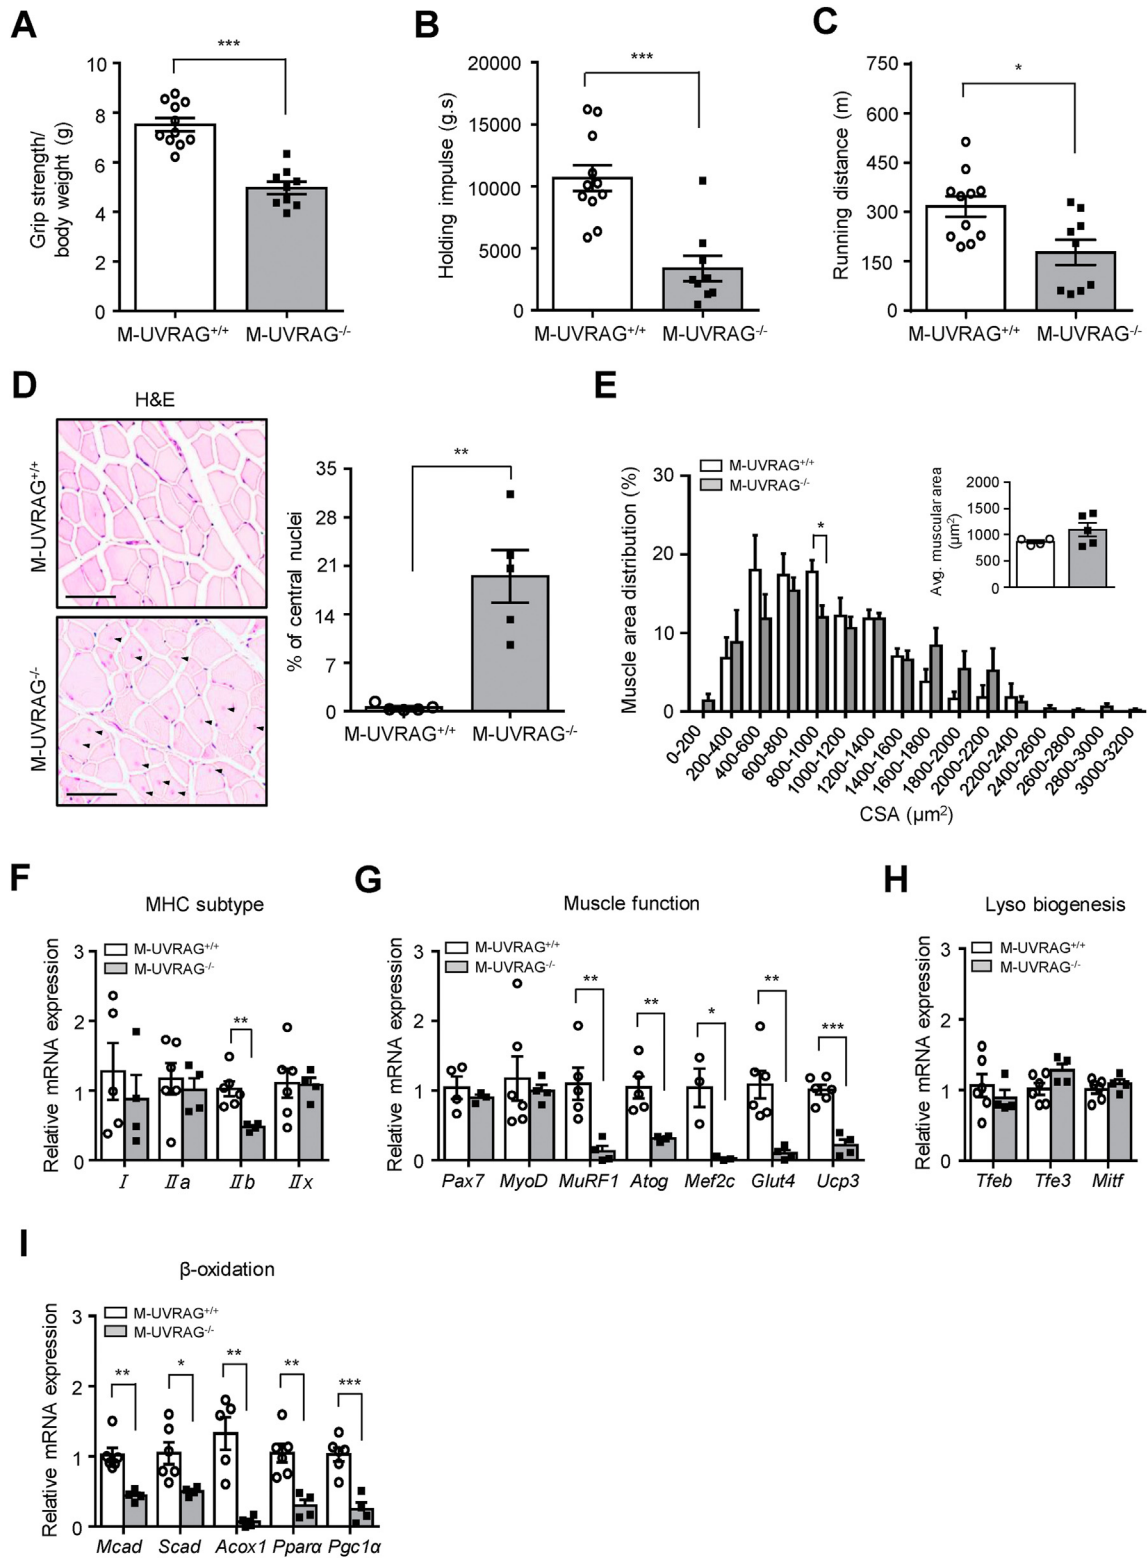 A
***
10
8
6
4
2
0
Grip strength/
body weight (g)
M-UVRAG+/+
M-UVRAG-/-
B
***
20000
15000
10000
5000
0
Holding impulse (g.s)
M-UVRAG+/+
M-UVRAG-/-
C
*
750
600
450
300
150
0
Running distance (m)
M-UVRAG+/+
M-UVRAG-/-
D
H&E
M-UVRAG+/+
M-UVRAG-/-
**
35
28
21
14
7
0
% of central nuclei
M-UVRAG+/+
M-UVRAG-/-
E
M-UVRAG+/+
M-UVRAG-/-
30
20
10
0
Muscle area distribution (%)
*
2000
1500
1000
500
0
Avg. muscular area
(µm2)
0-200
200-400
400-600
600-800
800-1000
1000-1200
1200-1400
1400-1600
1600-1800
1800-2000
2000-2200
2200-2400
2400-2600
2600-2800
2800-3000
3000-3200
CSA (µm2)
F
MHC subtype
M-UVRAG+/+
M-UVRAG-/-
3
2
1
0
Relative mRNA expression
**
I IIa IIb IIx
G
Muscle function
M-UVRAG+/+
M-UVRAG-/-
3
2
1
0
Relative mRNA expression
** ** * ** ***
Pax7 MyoD MuRF1 Atog Mef2c Glut4 Ucp3
H
Lyso biogenesis
M-UVRAG+/+
M-UVRAG-/-
3
2
1
0
Relative mRNA expression
Tfeb Tfe3 Mitf
I
β-oxidation
M-UVRAG+/+
M-UVRAG-/-
3
2
1
0
Relative mRNA expression
** * ** ** ***
Mcad Scad Acox1 Pparα Pgc1α